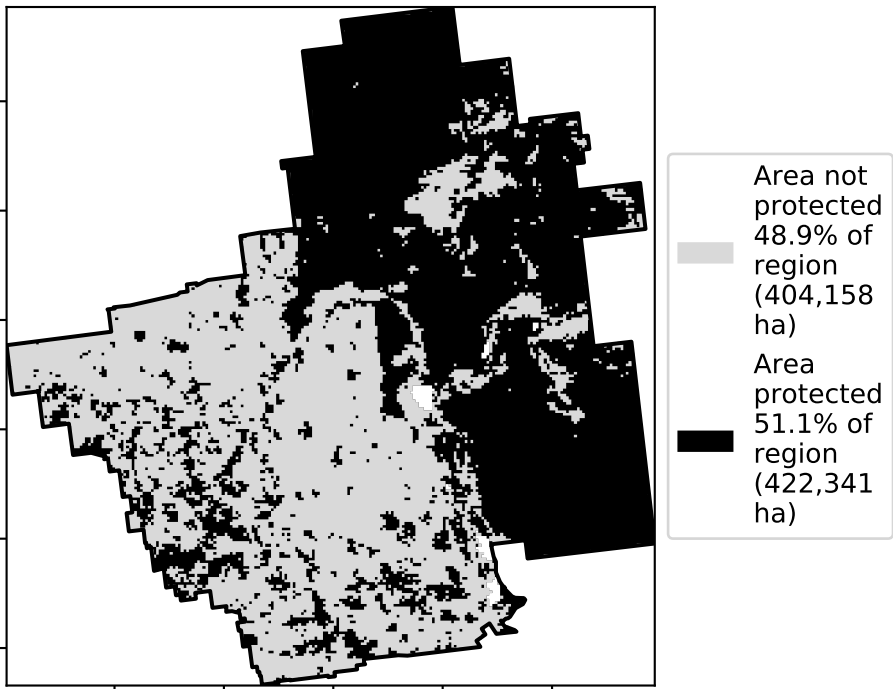 Area not
protected
48.9% of
region
(404,158
ha)
Area
protected
51.1% of
region
(422,341
ha)